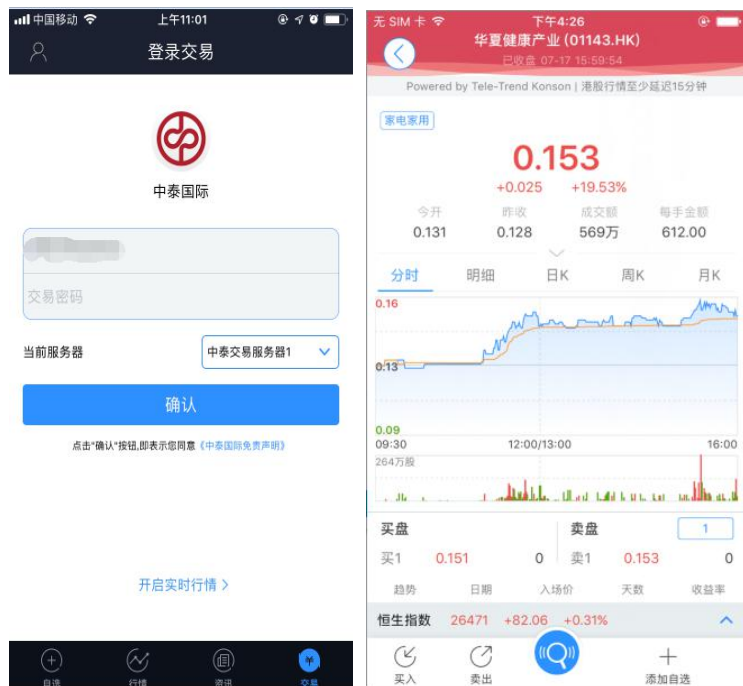 中国移动
上午11:01
登录交易
中泰国际
交易密码
当前服务器
中泰交易服务器1
确认
点击"确认"按钮,即表示您同意《中泰国际免责声明》
开启实时行情 >
自选
行情
资讯
交易
无 SIM 卡
下午4:26
华夏健康产业 (01143.HK)
已收盘 07-17 15:59:54
Powered by Tele-Trend Konson | 港股行情至少延迟15分钟
家电家用
0.153
+0.025 +19.53%
今开 昨收 成交额 每手金额
0.131 0.128 569万 612.00
分时 明细 日K 周K 月K
0.16
0.13
0.09
09:30 12:00/13:00 16:00
264万股
买盘 卖盘 1
买1 0.151 0 卖1 0.153 0
趋势 日期 入场价 天数 收益率
恒生指数 26471 +82.06 +0.31%
买入 卖出 添加自选